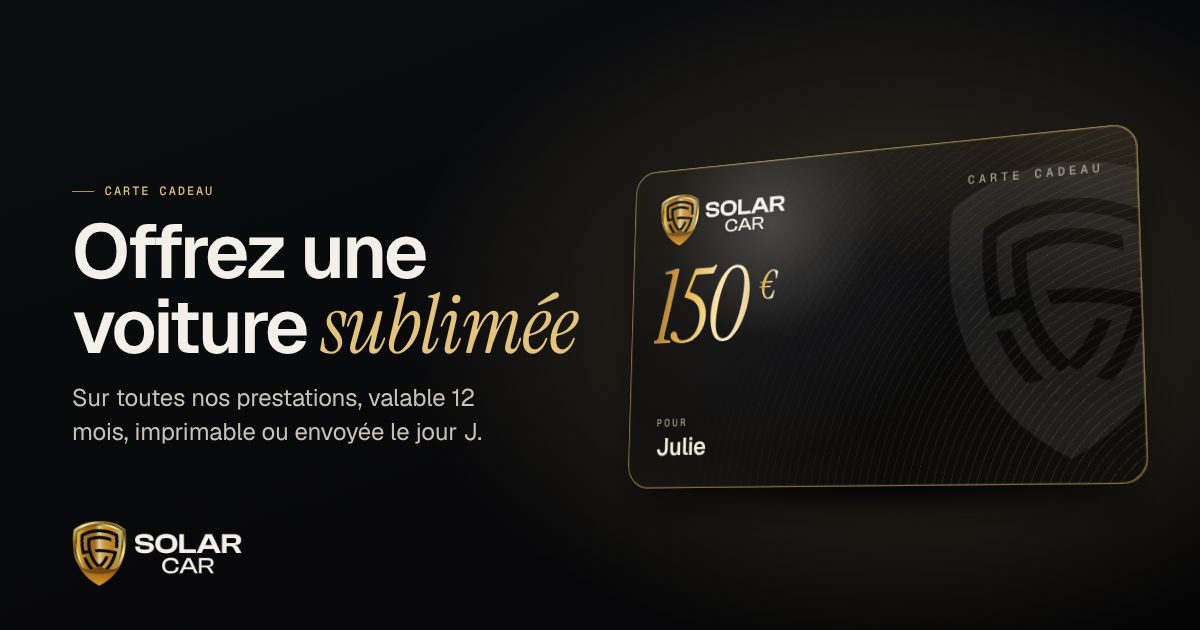 CARTE CADEAU
Offrez une
voiture sublimée
Sur toutes nos prestations, valable 12
mois, imprimable ou envoyée le jour J.
SOLAR
CAR
CARTE CADEAU
SOLAR
CAR
150 €
POUR
Julie